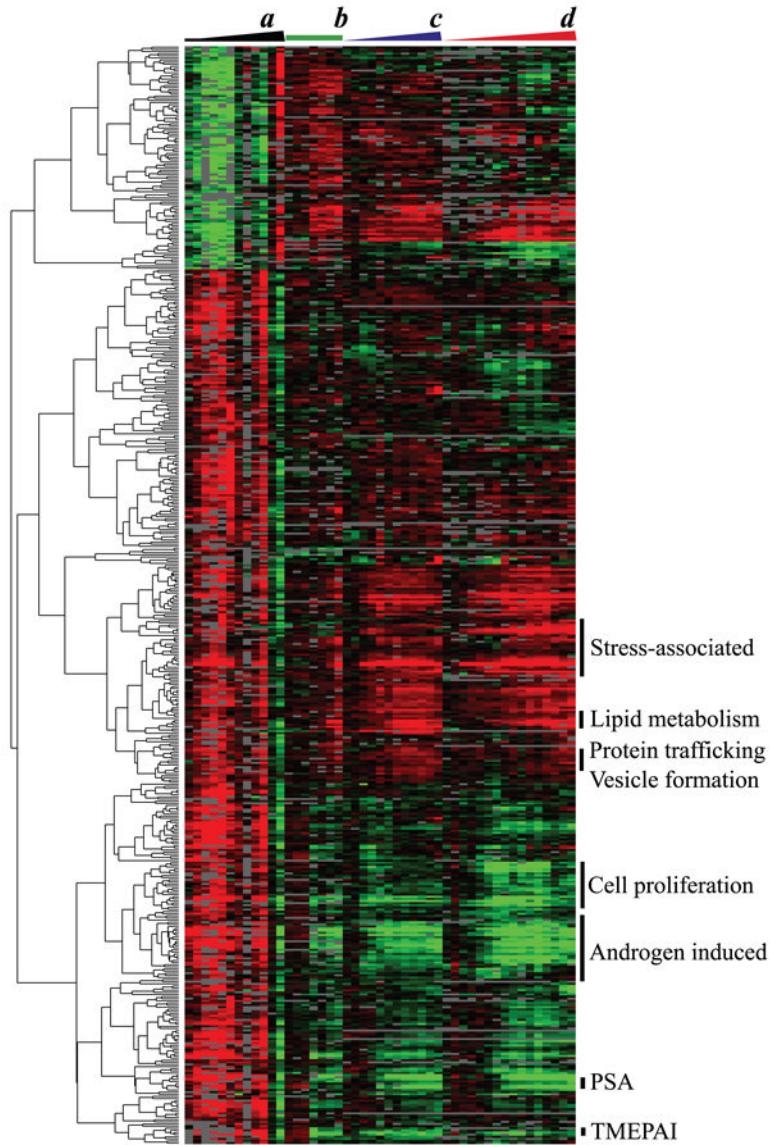 a b c d
Stress-associated
Lipid metabolism
Protein trafficking
Vesicle formation
Cell proliferation
Androgen induced
PSA
TMEPAI